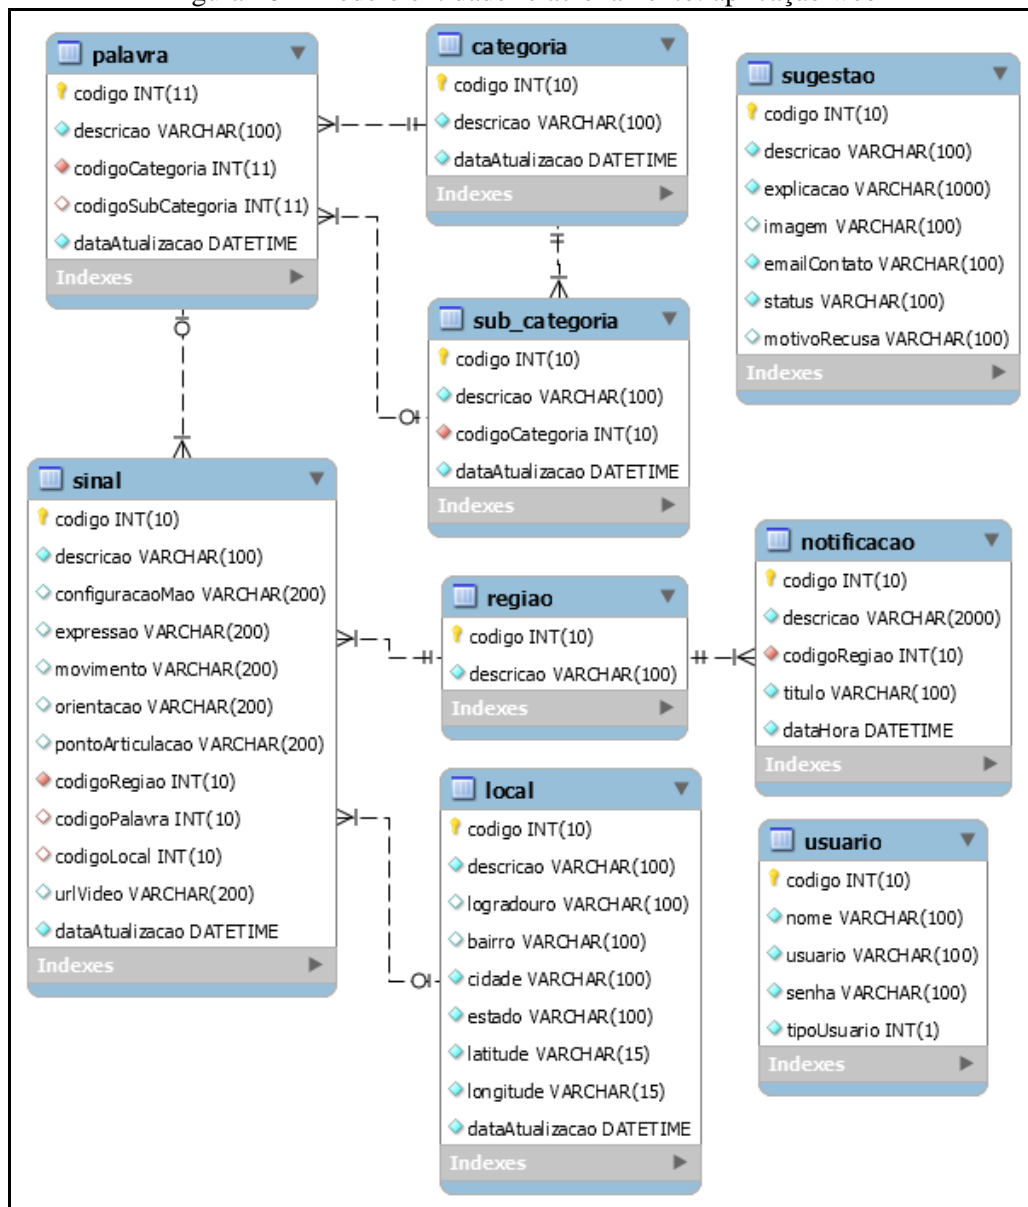 palavra
codigo INT(11)
descricao VARCHAR(100)
codigoCategoria INT(11)
codigoSubCategoria INT(11)
dataAtualizacao DATETIME
Indexes
categoria
codigo INT(10)
descricao VARCHAR(100)
dataAtualizacao DATETIME
Indexes
sugestao
codigo INT(10)
descricao VARCHAR(100)
explicacao VARCHAR(1000)
imagem VARCHAR(100)
emailContato VARCHAR(100)
status VARCHAR(100)
motivoRecusa VARCHAR(100)
Indexes
sub_categoria
codigo INT(10)
descricao VARCHAR(100)
codigoCategoria INT(10)
dataAtualizacao DATETIME
Indexes
sinal
codigo INT(10)
descricao VARCHAR(100)
configuracaoMao VARCHAR(200)
expressao VARCHAR(200)
movimento VARCHAR(200)
orientacao VARCHAR(200)
pontoArticulacao VARCHAR(200)
codigoRegiao INT(10)
codigoPalavra INT(10)
codigoLocal INT(10)
urlVideo VARCHAR(200)
dataAtualizacao DATETIME
Indexes
regiao
codigo INT(10)
descricao VARCHAR(100)
Indexes
notificacao
codigo INT(10)
descricao VARCHAR(2000)
codigoRegiao INT(10)
titulo VARCHAR(100)
dataHora DATETIME
Indexes
local
codigo INT(10)
descricao VARCHAR(100)
logradouro VARCHAR(100)
bairro VARCHAR(100)
cidade VARCHAR(100)
estado VARCHAR(100)
latitude VARCHAR(15)
longitude VARCHAR(15)
dataAtualizacao DATETIME
Indexes
usuario
codigo INT(10)
nome VARCHAR(100)
usuario VARCHAR(100)
senha VARCHAR(100)
tipoUsuario INT(1)
Indexes